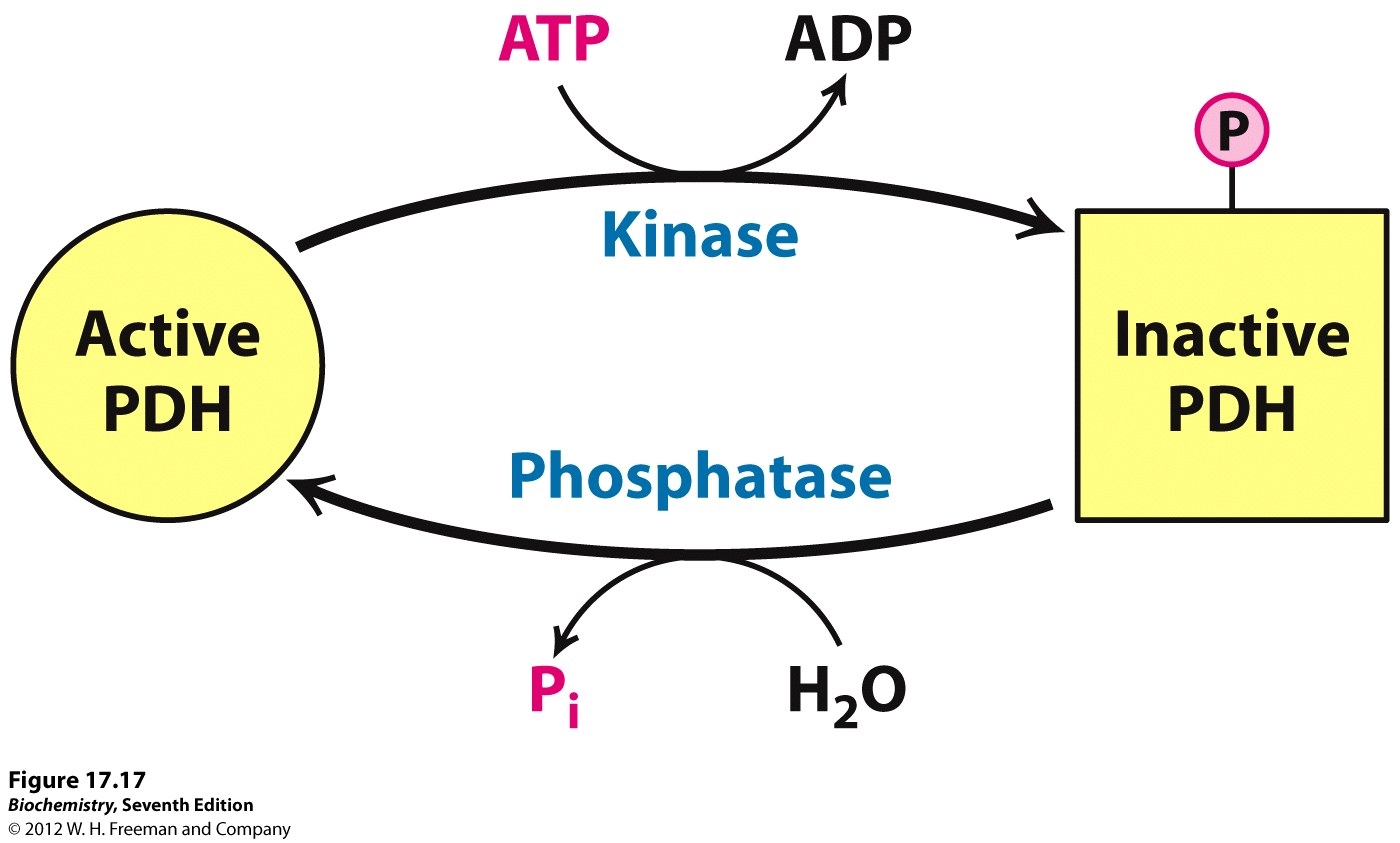 ATP
ADP
P
Kinase
Active
PDH
Inactive
PDH
Phosphatase
Pi
H2O
Figure 17.17
Biochemistry, Seventh Edition
© 2012 W. H. Freeman and Company